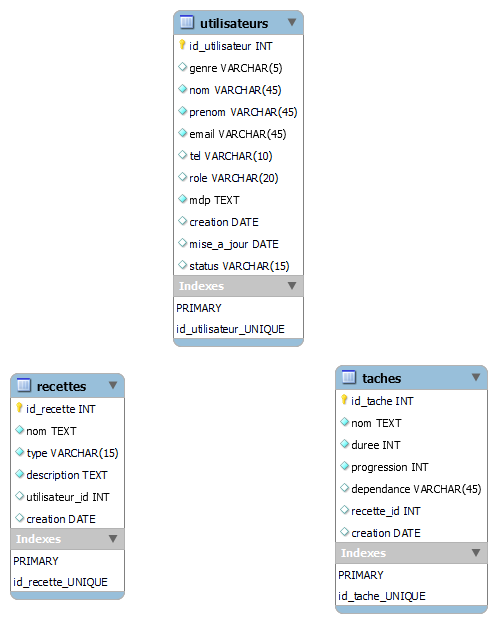 utilisateurs
id_utilisateur INT
genre VARCHAR(5)
nom VARCHAR(45)
prenom VARCHAR(45)
email VARCHAR(45)
tel VARCHAR(10)
role VARCHAR(20)
mdp TEXT
creation DATE
mise_a_jour DATE
status VARCHAR(15)
Indexes
PRIMARY
id_utilisateur_UNIQUE
recettes
id_recette INT
nom TEXT
type VARCHAR(15)
description TEXT
utilisateur_id INT
creation DATE
Indexes
PRIMARY
id_recette_UNIQUE
taches
id_tache INT
nom TEXT
duree INT
progression INT
dependance VARCHAR(45)
recette_id INT
creation DATE
Indexes
PRIMARY
id_tache_UNIQUE